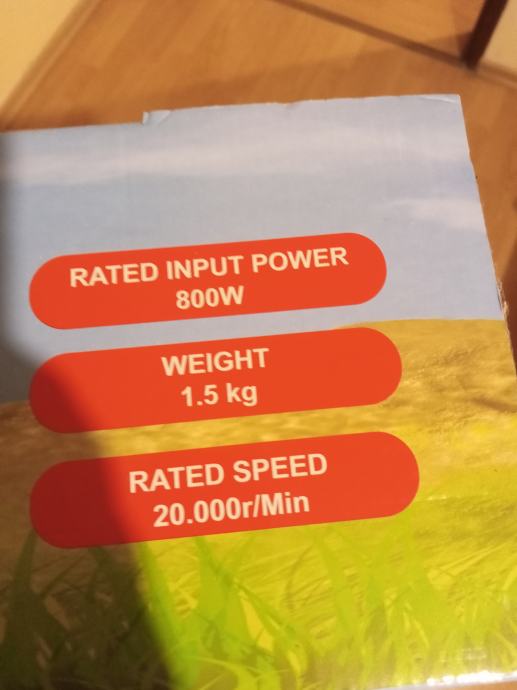 RATED INPUT POWER
800W
WEIGHT
1.5 kg
RATED SPEED
20.000r/Min